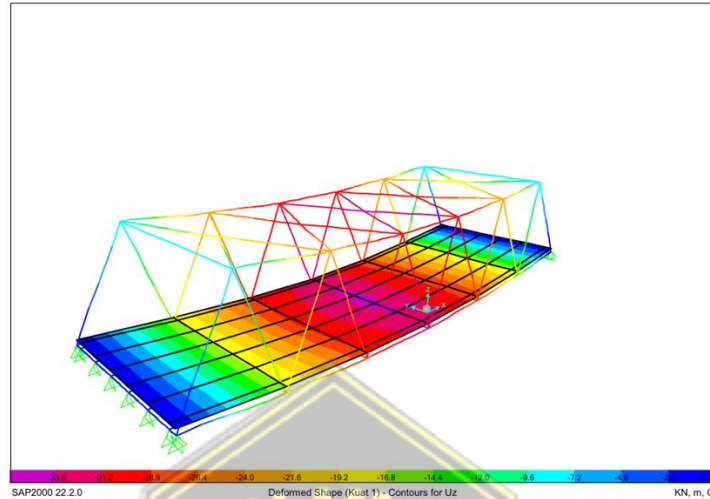 Z
Y X
-33.6 -31.2 -28.8 -26.4 -24.0 -21.6 -19.2 -16.8 -14.4 -12.0 -9.6 -7.2 -4.8
SAP2000 22.2.0 Deformed Shape (Kuat 1) - Contours for Uz KN, m, C